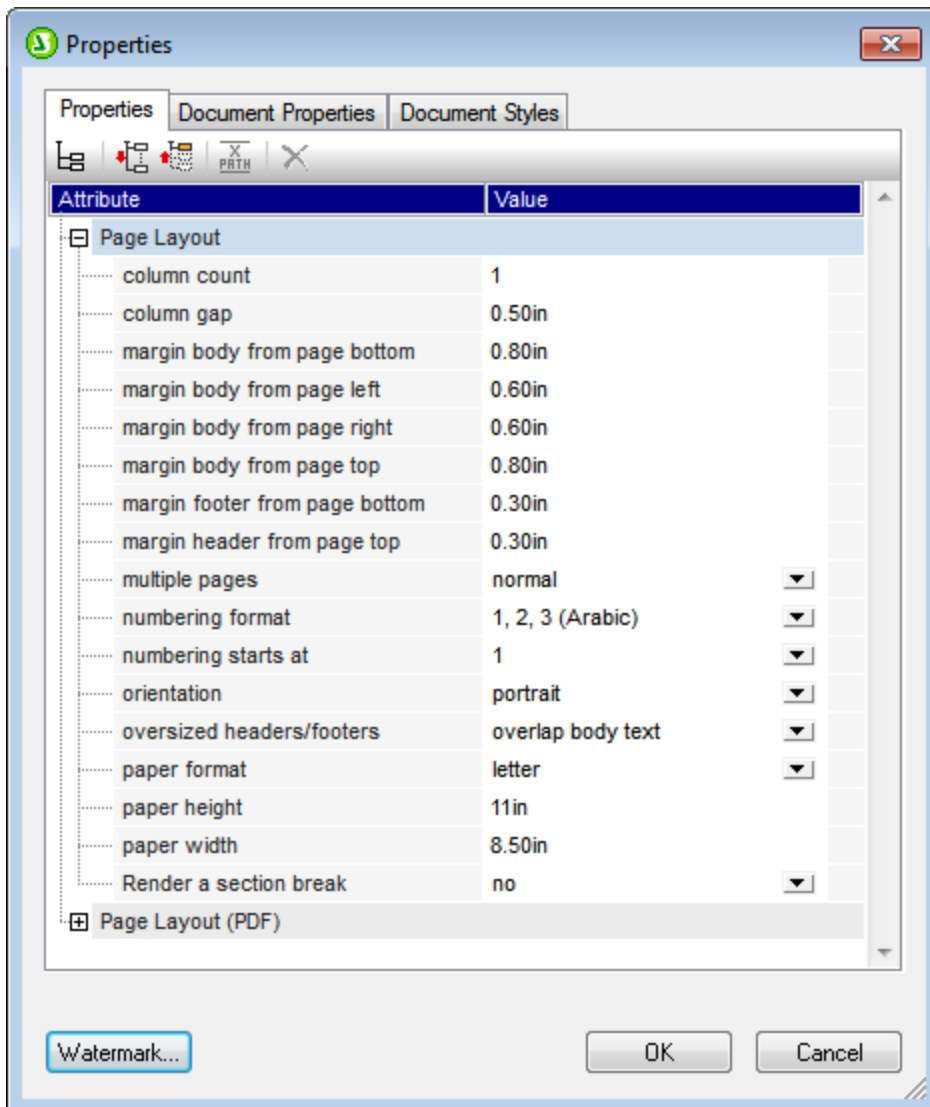 Properties
Properties Document Properties Document Styles
X PATH
Attribute Value
Page Layout
column count 1
column gap 0.50in
margin body from page bottom 0.80in
margin body from page left 0.60in
margin body from page right 0.60in
margin body from page top 0.80in
margin footer from page bottom 0.30in
margin header from page top 0.30in
multiple pages normal
numbering format 1, 2, 3 (Arabic)
numbering starts at 1
orientation portrait
oversized headers/footers overlap body text
paper format letter
paper height 11in
paper width 8.50in
Render a section break no
Page Layout (PDF)
Watermark... OK Cancel